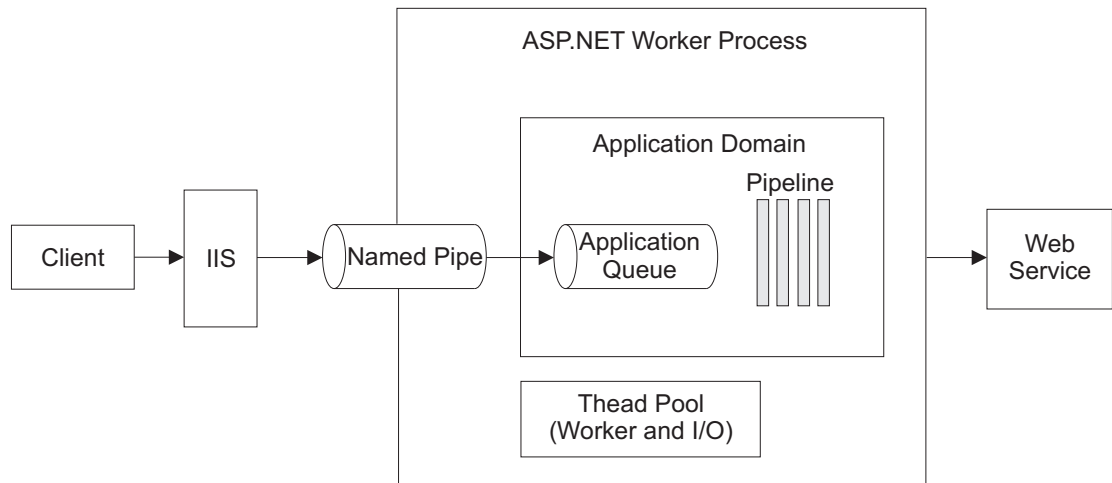 ASP.NET Worker Process
Application Domain
Pipeline
Client
IIS
Named Pipe
Application
Queue
Web
Service
Thead Pool
(Worker and I/O)